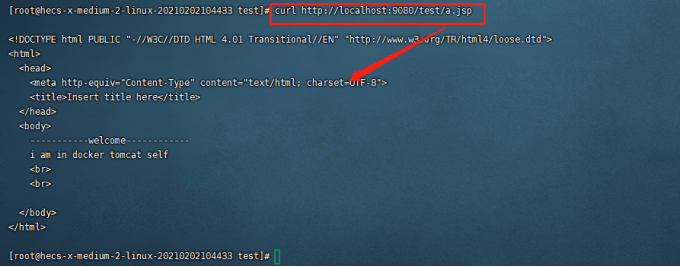 [root@hecs-x-medium-2-linux-20210202104433 test]# curl http://localhost:9080/test/a.jsp
<!DOCTYPE html PUBLIC "-//W3C//DTD HTML 4.01 Transitional//EN" "http://www.w3.org/TR/html4/loose.dtd">
<html>
<head>
<meta http-equiv="Content-Type" content="text/html; charset=UTF-8">
<title>Insert title here</title>
</head>
<body>
-----------welcome------------
i am in docker tomcat self
<br>
<br>
</body>
</html>
[root@hecs-x-medium-2-linux-20210202104433 test]#